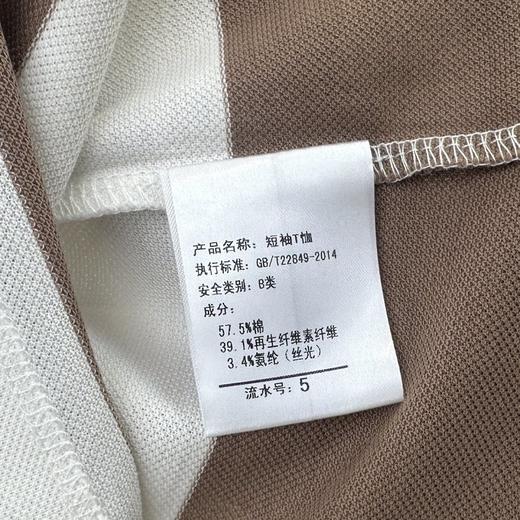 产品名称：短袖T恤
执行标准：GB/T22849-2014
安全类别：B类
成分：
57.5%棉
39.1%再生纤维素纤维
3.4%氨纶（丝光）
流水号：5